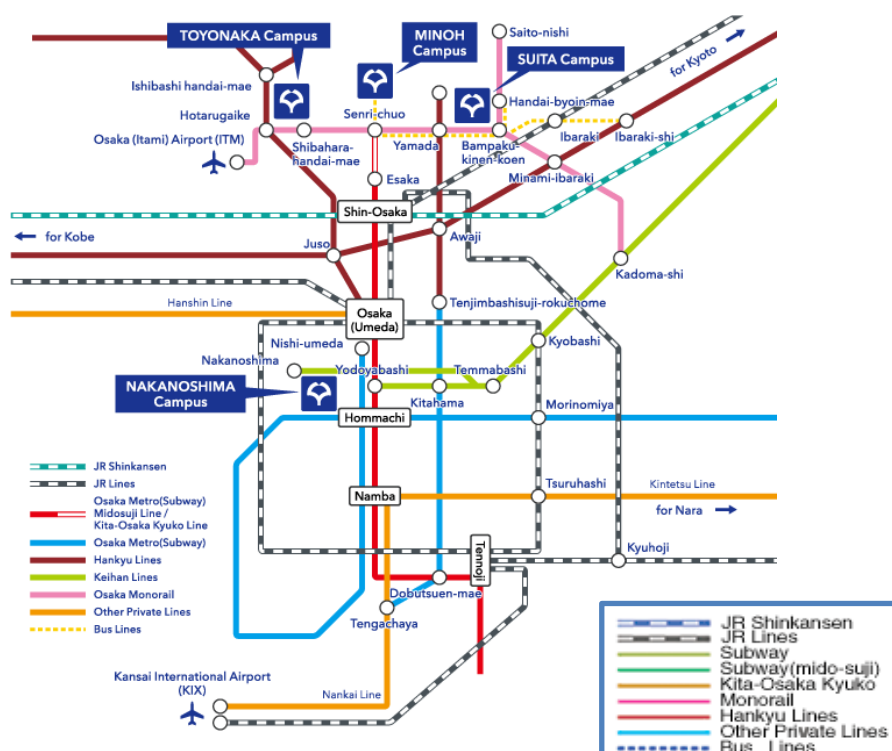 TOYONAKA Campus
MINOH
Campus
SUITA Campus
Saito-nishi
for Kyoto
Ishibashi handai-mae
Hotarugaike
Senri-chuo
Handai-byoin-mae
Osaka (Itami) Airport (ITM)
Shibahara-
handai-mae
Yamada
Bampaku-
kinen-koen
Ibaraki
Ibaraki-shi
Esaka
Minami-ibaraki
Shin-Osaka
for Kobe
Juso
Awaji
Kadoma-shi
Hanshin Line
Osaka
(Umeda)
Tenjimbashisuji-rokuchome
Nishi-umeda
Kyobashi
Nakanoshima
Yodoyabashi
Temmabashi
NAKANOSHIMA
Campus
Kitahama
Hommachi
Morinomiya
JR Shinkansen
JR Lines
Osaka Metro(Subway)
Midosuji Line /
Kita-Osaka Kyuko Line
Osaka Metro(Subway)
Hankyu Lines
Keihan Lines
Osaka Monorail
Other Private Lines
Bus Lines
Namba
Tsuruhashi
Kintetsu Line
for Nara
Tennoji
Kyuhoji
Dobutsuen-mae
Tengachaya
Kansai International Airport
(KIX)
Nankai Line
JR Shinkansen
JR Lines
Subway
Subway(mido-suji)
Kita-Osaka Kyuko
Monorail
Hankyu Lines
Other Private Lines
Bus Lines